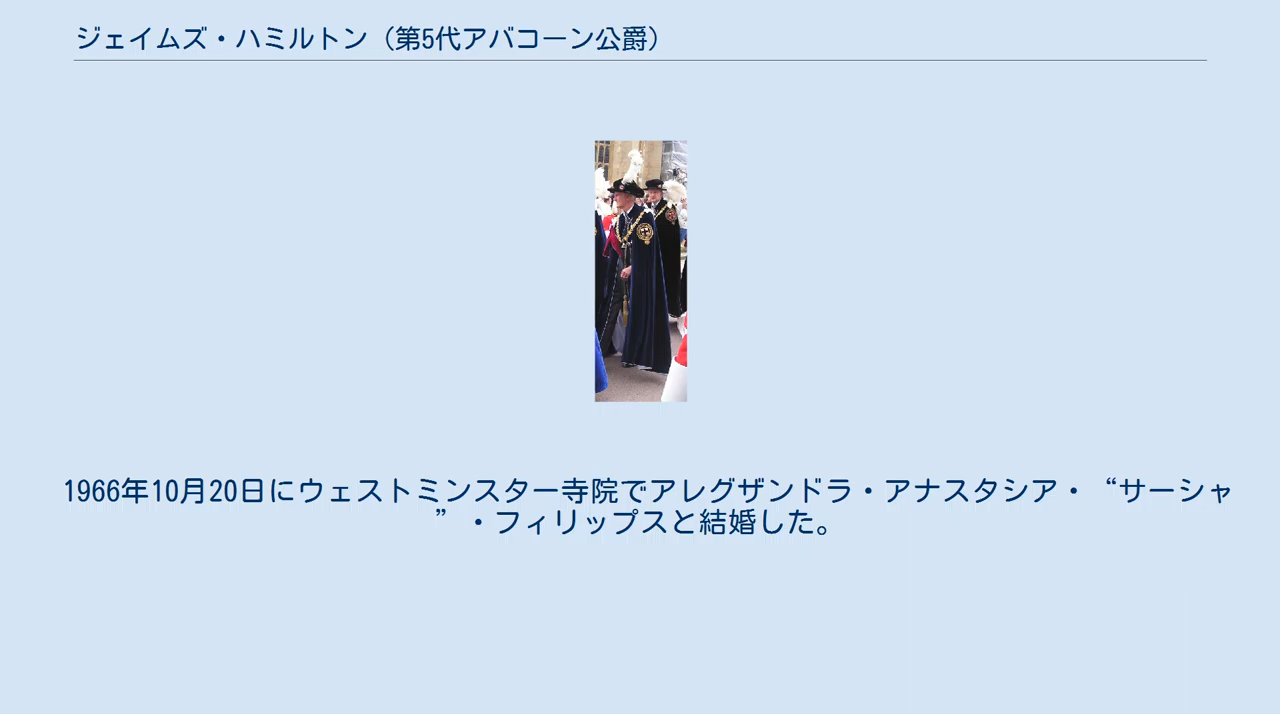 ジェイムズ・ハミルトン（第5代アバコーン公爵）
1966年10月20日にウェストミンスター寺院でアレグザンドラ・アナスタシア・“サーシャ
”・フィリップスと結婚した。